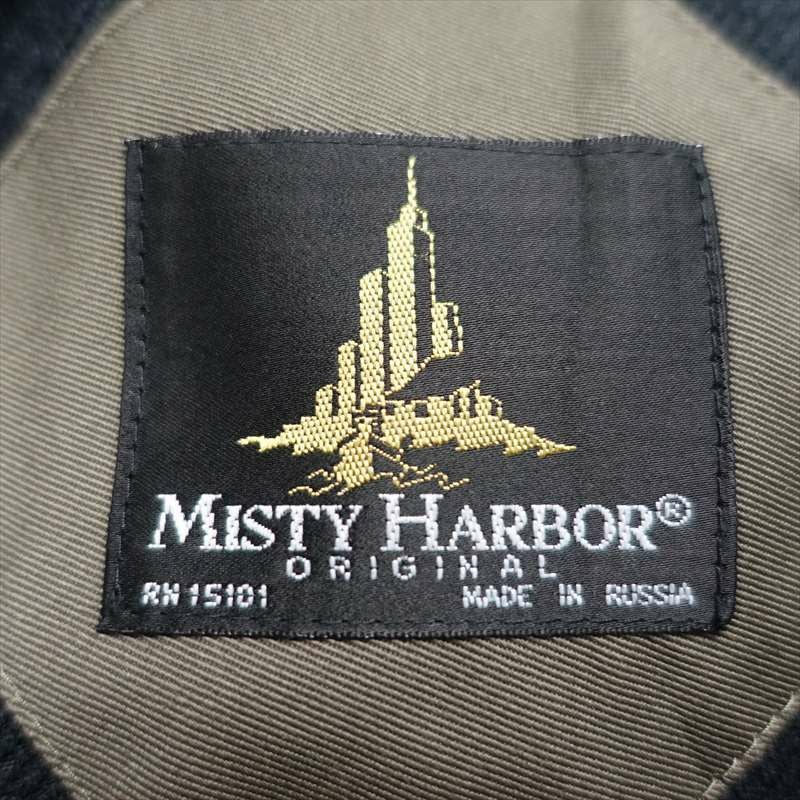 MISTY HARBOR®
ORIGINAL
RN 15101 MADE IN RUSSIA